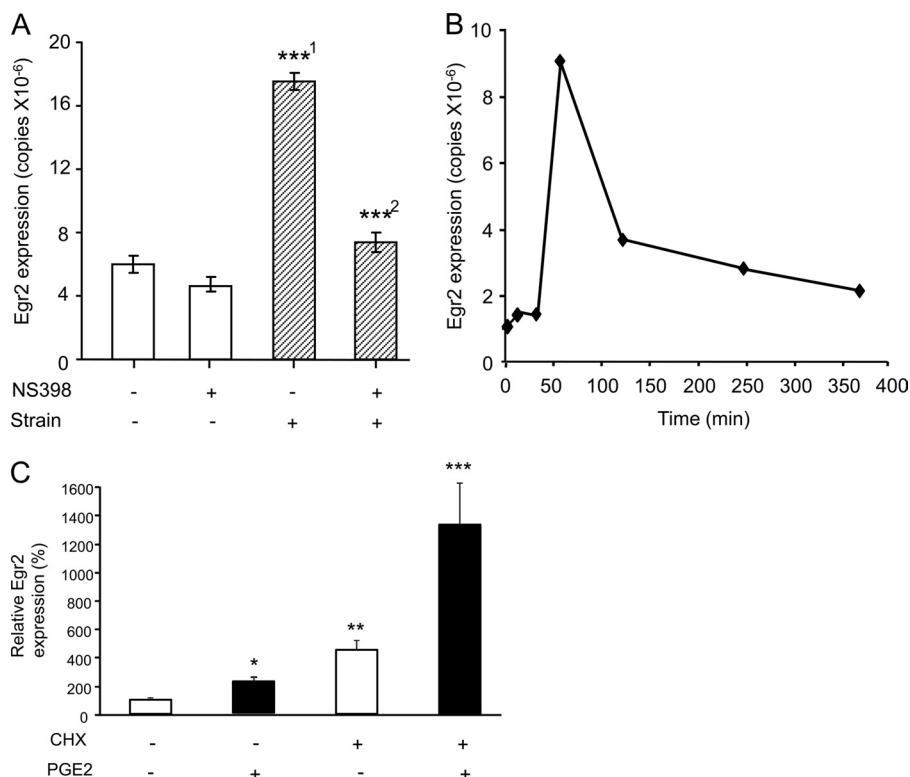 A
Egr2 expression (copies X10-6)
20
16
12
8
4
0
***1
***2
NS398 - + - +
Strain - - + +
B
Egr2 expression (copies X10-6)
10
8
6
4
2
0
0 50 100 150 200 250 300 350 400
Time (min)
C
Relative Egr2
expression (%)
1600
1400
1200
1000
800
600
400
200
0
*
**
***
CHX - - + +
PGE2 - + - +